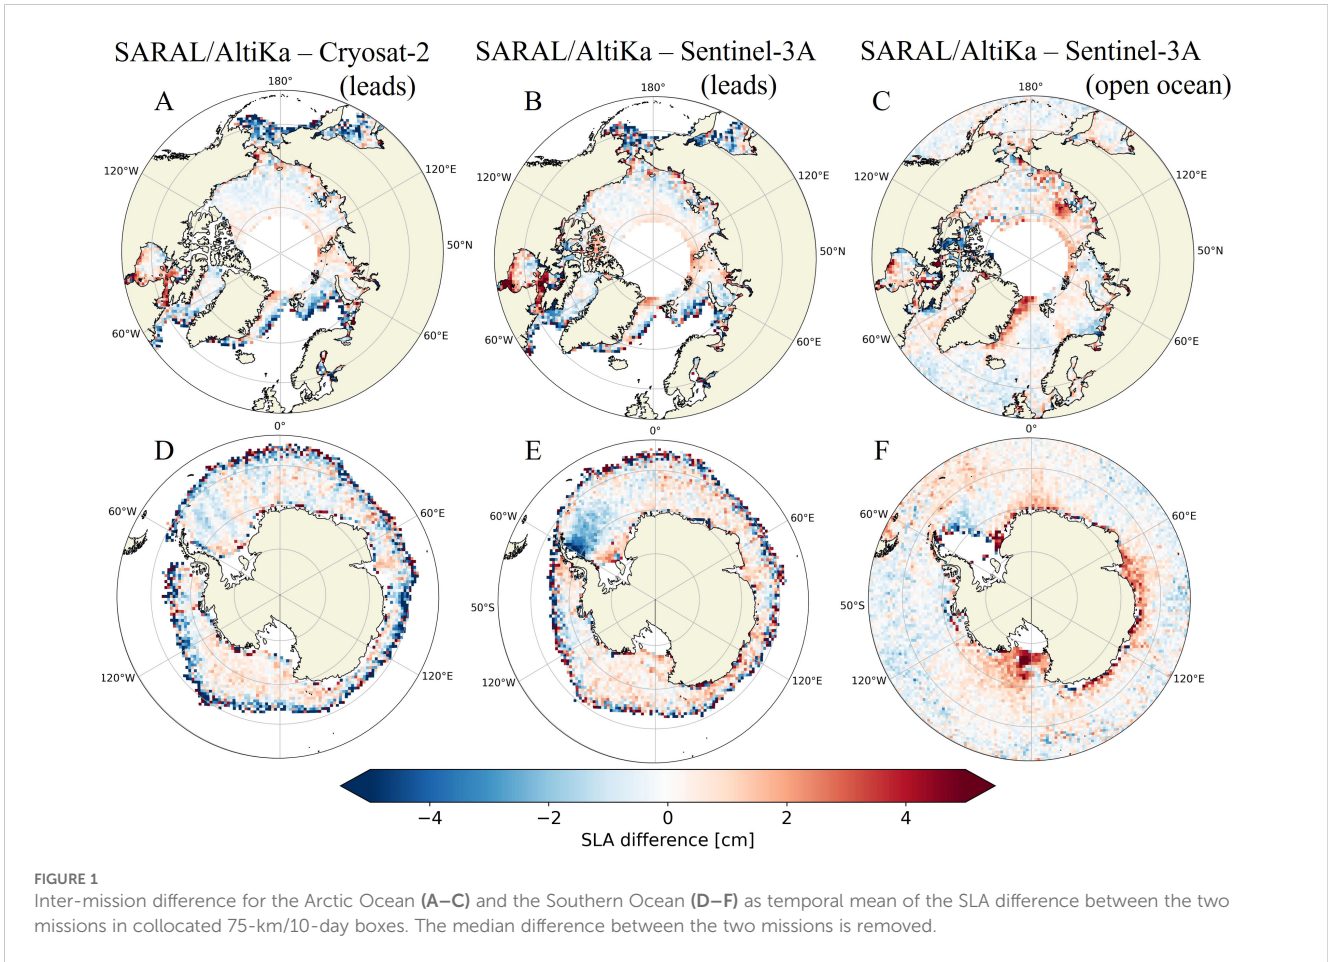 SARAL/AltiKa – Cryosat-2
(leads)
SARAL/AltiKa – Sentinel-3A
(leads)
SARAL/AltiKa – Sentinel-3A
(open ocean)
A
180°
120°W
120°E
50°N
60°W
60°E
0°
B
180°
120°W
120°E
50°N
60°W
60°E
0°
C
180°
120°W
120°E
50°N
60°W
60°E
0°
D
60°W
60°E
50°S
120°W
120°E
E
60°W
60°E
50°S
120°W
120°E
F
60°W
60°E
50°S
120°W
120°E
−4 −2 0 2 4
SLA difference [cm]
FIGURE 1
Inter-mission difference for the Arctic Ocean (A–C) and the Southern Ocean (D–F) as temporal mean of the SLA difference between the two
missions in collocated 75-km/10-day boxes. The median difference between the two missions is removed.